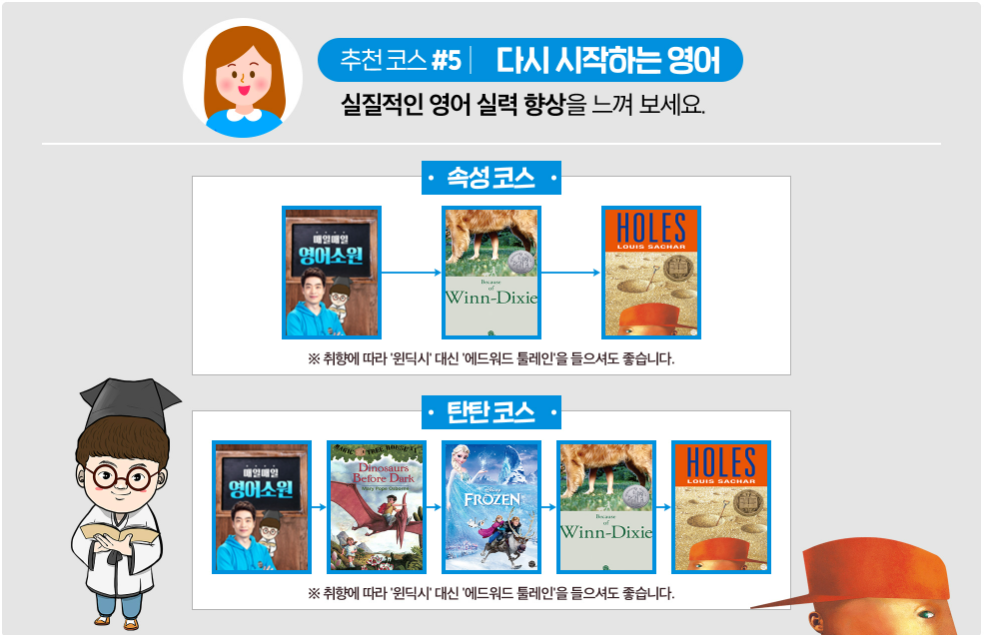 추천 코스 #5 | 다시 시작하는 영어
실질적인 영어 실력 향상을 느껴 보세요.
· 속성 코스 ·
매일매일
영어소원
Because
of
Winn-Dixie
HOLES
LOUIS SACHAR
※ 취향에 따라 '윈딕시' 대신 '에드워드 툴레인'을 들으셔도 좋습니다.
· 탄탄 코스 ·
매일매일
영어소원
MAGIC TREE HOUSE
Dinosaurs
Before Dark
Mary Pope Osborne
FROZEN
Because
of
Winn-Dixie
HOLES
LOUIS SACHAR
※ 취향에 따라 '윈딕시' 대신 '에드워드 툴레인'을 들으셔도 좋습니다.